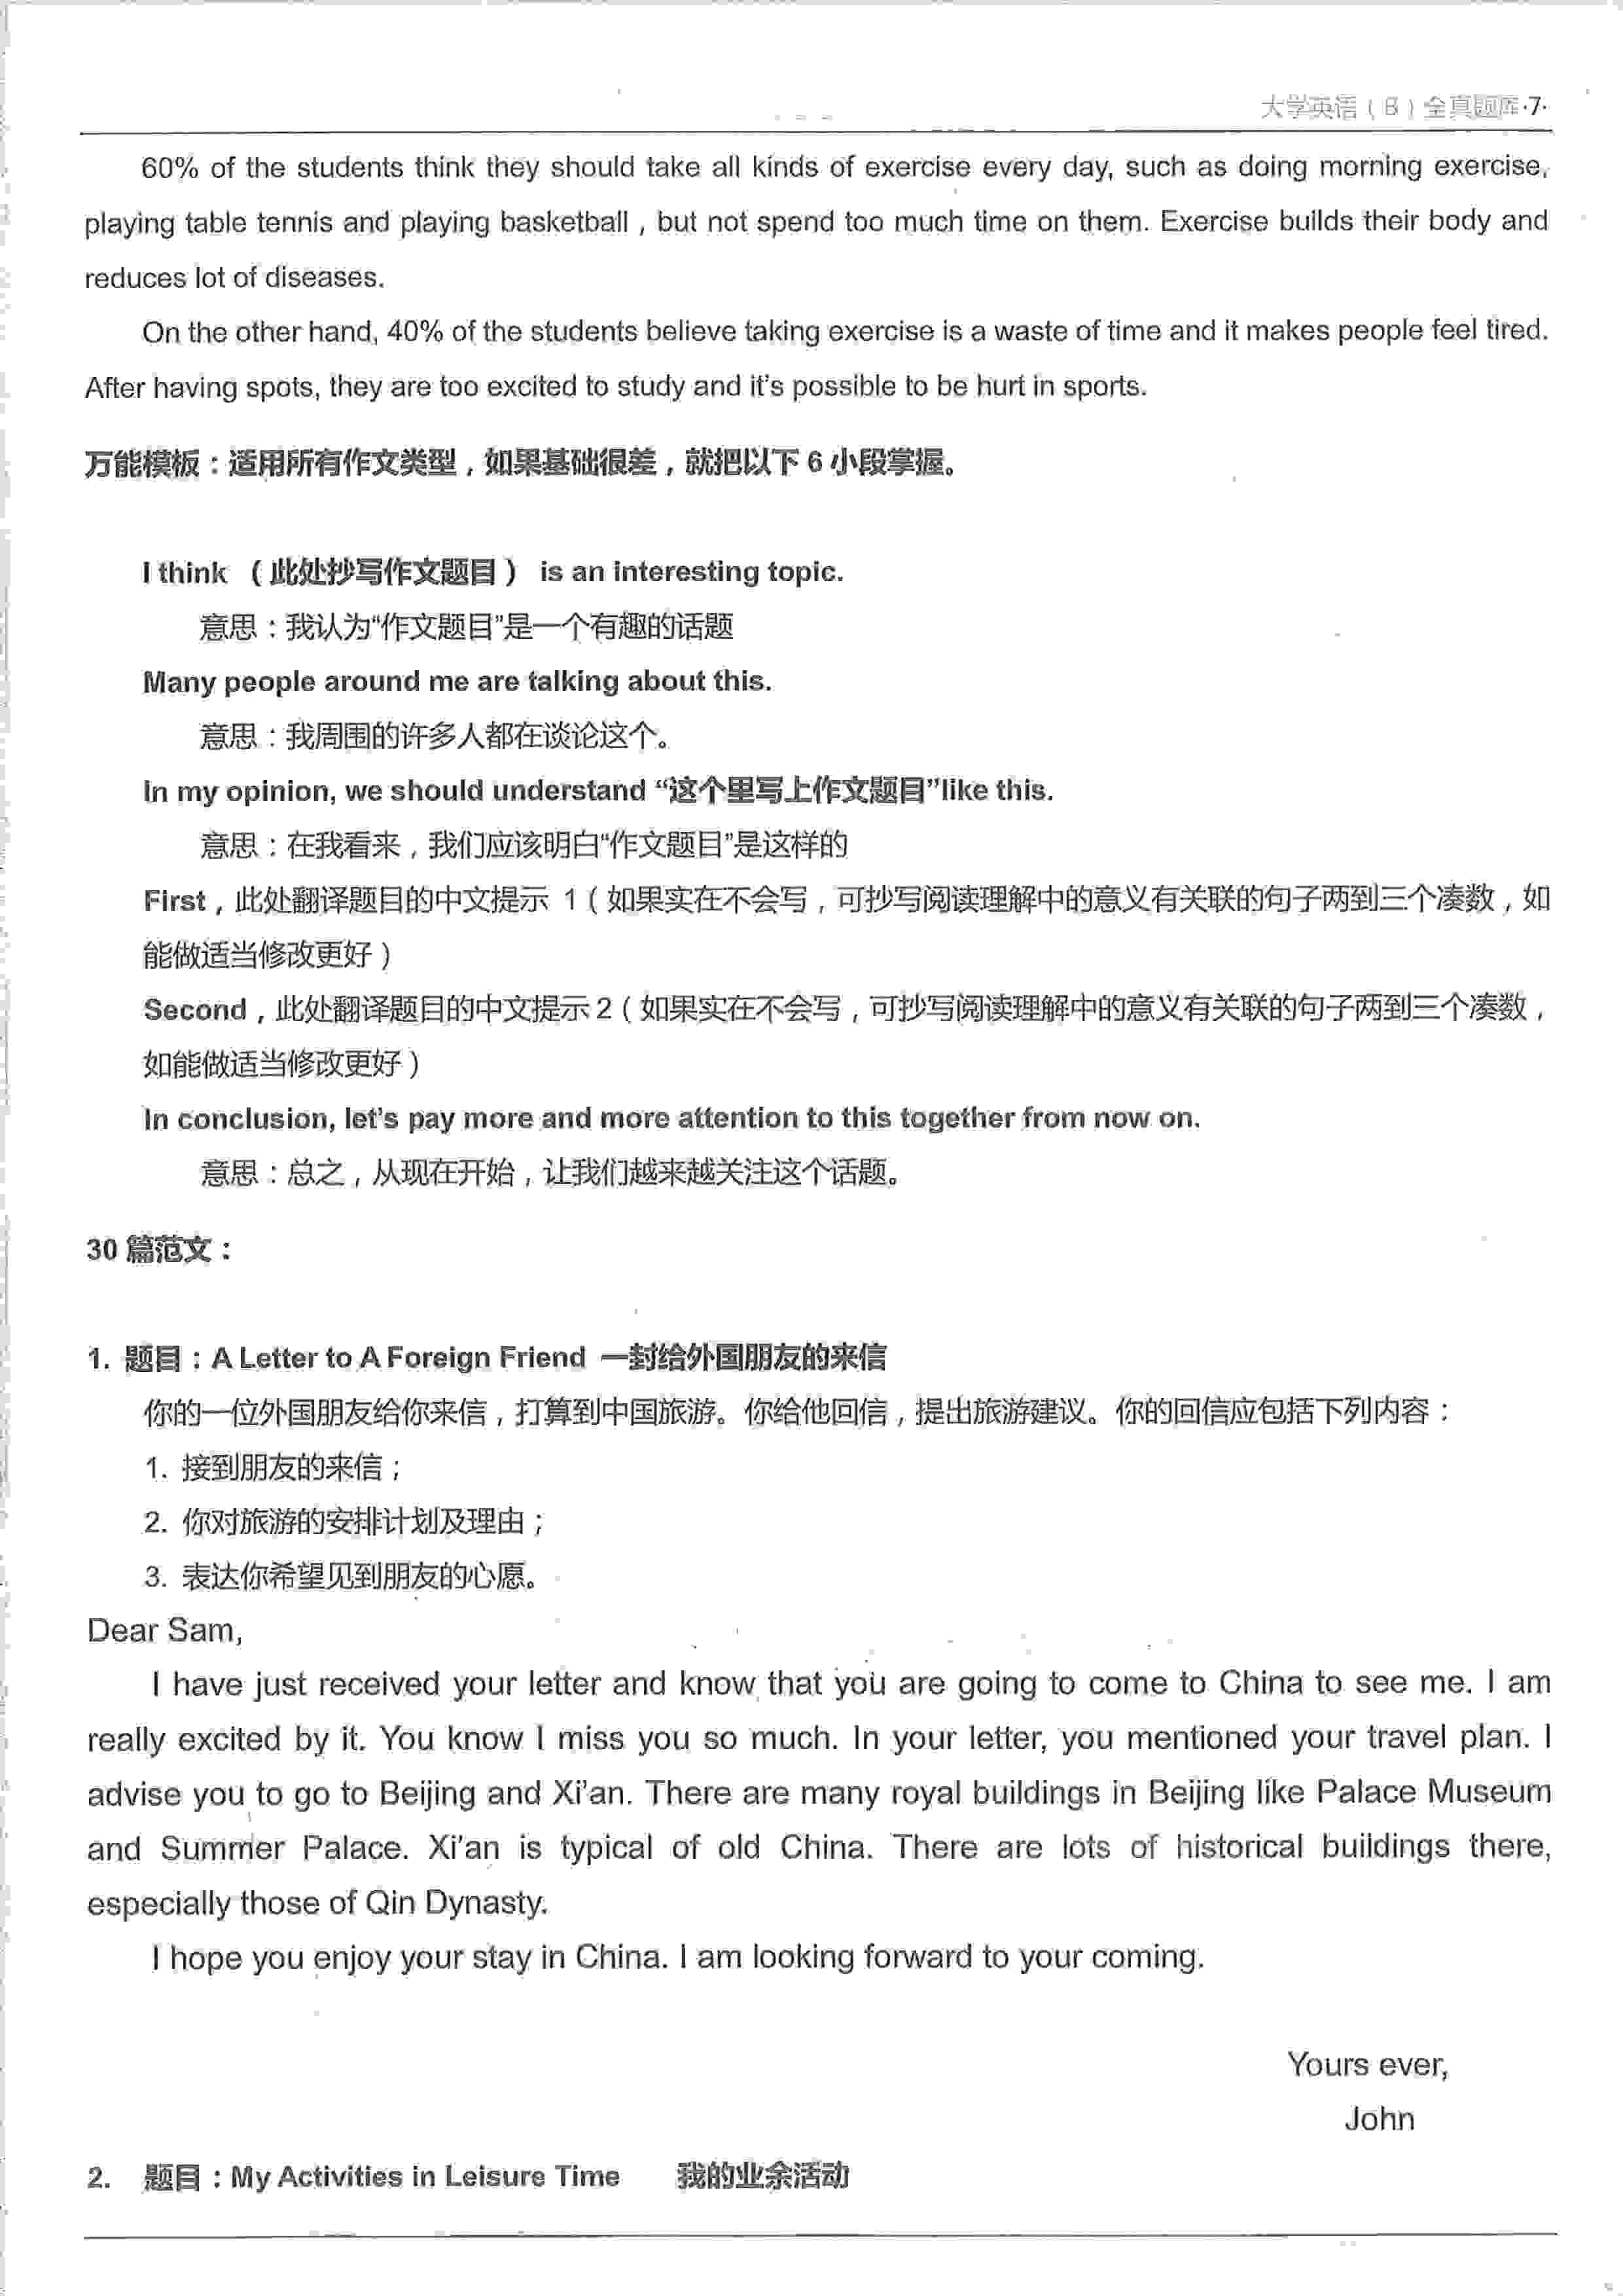 大学英语（B）全真题库·7·
60% of the students think they should take all kinds of exercise every day, such as doing morning exercise,
playing table tennis and playing basketball , but not spend too much time on them. Exercise builds their body and
reduces lot of diseases.
On the other hand, 40% of the students believe taking exercise is a waste of time and it makes people feel tired.
After having spots, they are too excited to study and it's possible to be hurt in sports.
万能模板：适用所有作文类型，如果基础很差，就把以下 6 小段掌握。
I think （此处抄写作文题目） is an interesting topic.
意思：我认为“作文题目”是一个有趣的话题
Many people around me are talking about this.
意思：我周围的许多人都在谈论这个。
In my opinion, we should understand “这个里写上作文题目”like this.
意思：在我看来，我们应该明白“作文题目”是这样的
First，此处翻译题目的中文提示 1（如果实在不会写，可抄写阅读理解中的意义有关联的句子两到三个凑数，如
能做适当修改更好）
Second，此处翻译题目的中文提示 2（如果实在不会写，可抄写阅读理解中的意义有关联的句子两到三个凑数，
如能做适当修改更好）
In conclusion, let's pay more and more attention to this together from now on.
意思：总之，从现在开始，让我们越来越关注这个话题。
30 篇范文：
1. 题目：A Letter to A Foreign Friend 一封给外国朋友的来信
你的一位外国朋友给你来信，打算到中国旅游。你给他回信，提出旅游建议。你的回信应包括下列内容：
1. 接到朋友的来信；
2. 你对旅游的安排计划及理由；
3. 表达你希望见到朋友的心愿。
Dear Sam,
I have just received your letter and know that you are going to come to China to see me. I am
really excited by it. You know I miss you so much. In your letter, you mentioned your travel plan. I
advise you to go to Beijing and Xi'an. There are many royal buildings in Beijing like Palace Museum
and Summer Palace. Xi'an is typical of old China. There are lots of historical buildings there,
especially those of Qin Dynasty.
I hope you enjoy your stay in China. I am looking forward to your coming.
Yours ever,
John
2. 题目：My Activities in Leisure Time 我的业余活动